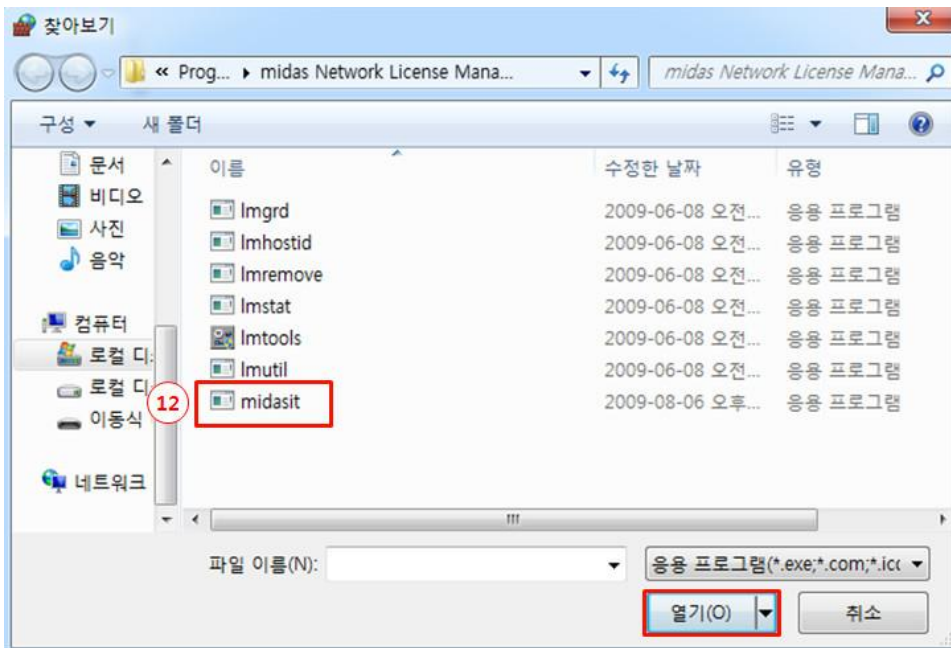 찾아보기
« Prog... ▸ midas Network License Mana...
midas Network License Mana...
구성 새 폴더
이름 수정한 날짜 유형
문서
비디오
사진
음악
컴퓨터
로컬 디
로컬 디
이동식
네트워크
lmgrd 2009-06-08 오전... 응용 프로그램
lmhostid 2009-06-08 오전... 응용 프로그램
lmremove 2009-06-08 오전... 응용 프로그램
lmstat 2009-06-08 오전... 응용 프로그램
lmtools 2009-06-08 오전... 응용 프로그램
lmutil 2009-06-08 오전... 응용 프로그램
12 midasit 2009-08-06 오후... 응용 프로그램
파일 이름(N): 응용 프로그램(*.exe;*.com;*.ic
열기(O) 취소